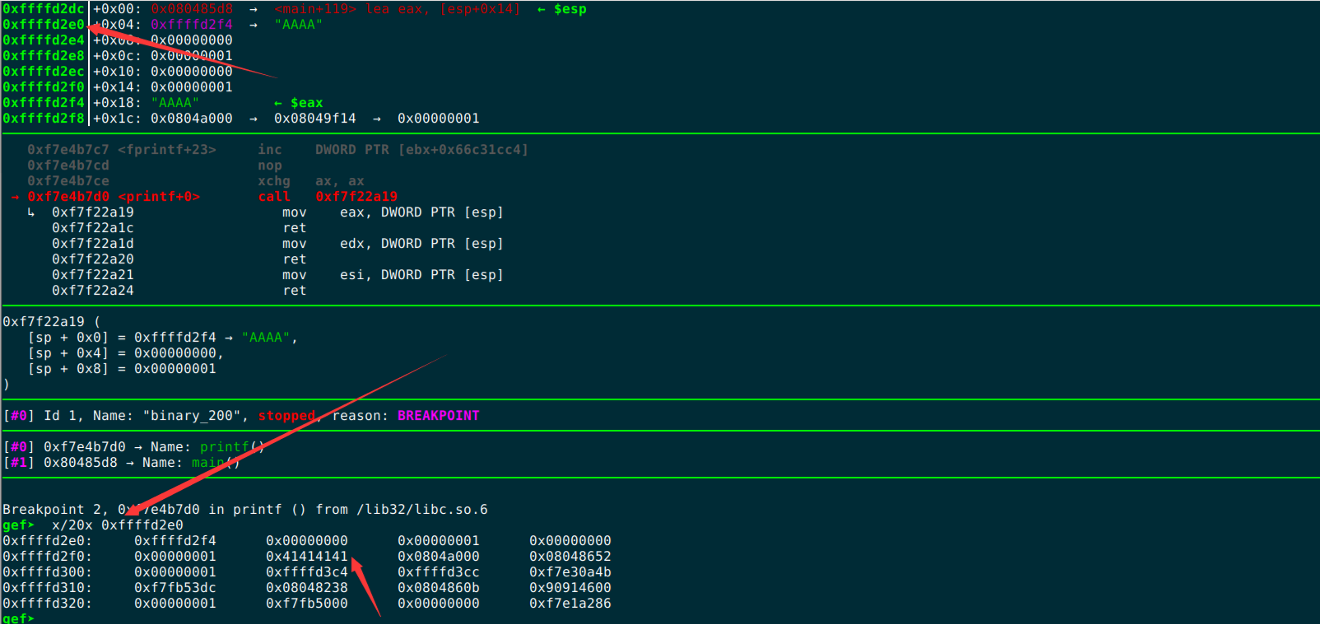 0xffffd2dc +0x00: 0x080485d8 → <main+119> lea eax, [esp+0x14] ← $esp
0xffffd2e0 +0x04: 0xffffd2f4 → "AAAA"
0xffffd2e4 +0x08: 0x00000000
0xffffd2e8 +0x0c: 0x00000001
0xffffd2ec +0x10: 0x00000000
0xffffd2f0 +0x14: 0x00000001
0xffffd2f4 +0x18: "AAAA" ← $eax
0xffffd2f8 +0x1c: 0x0804a000 → 0x08049f14 → 0x00000001
0xf7e4b7c7 <fprintf+23> inc DWORD PTR [ebx+0x66c31cc4]
0xf7e4b7cd nop
0xf7e4b7ce xchg ax, ax
→ 0xf7e4b7d0 <printf+0> call 0xf7f22a19
↳ 0xf7f22a19 mov eax, DWORD PTR [esp]
0xf7f22a1c ret
0xf7f22a1d mov edx, DWORD PTR [esp]
0xf7f22a20 ret
0xf7f22a21 mov esi, DWORD PTR [esp]
0xf7f22a24 ret
0xf7f22a19 (
[sp + 0x0] = 0xffffd2f4 → "AAAA",
[sp + 0x4] = 0x00000000,
[sp + 0x8] = 0x00000001
)
[#0] Id 1, Name: "binary_200", stopped, reason: BREAKPOINT
[#0] 0xf7e4b7d0 → Name: printf()
[#1] 0x80485d8 → Name: main()
Breakpoint 2, 0xf7e4b7d0 in printf () from /lib32/libc.so.6
gef➤ x/20x 0xffffd2e0
0xffffd2e0: 0xffffd2f4 0x00000000 0x00000001 0x00000000
0xffffd2f0: 0x00000001 0x41414141 0x0804a000 0x08048652
0xffffd300: 0x00000001 0xffffd3c4 0xffffd3cc 0xf7e30a4b
0xffffd310: 0xf7fb53dc 0x08048238 0x0804860b 0x90914600
0xffffd320: 0x00000001 0xf7fb5000 0x00000000 0xf7e1a286
gef➤